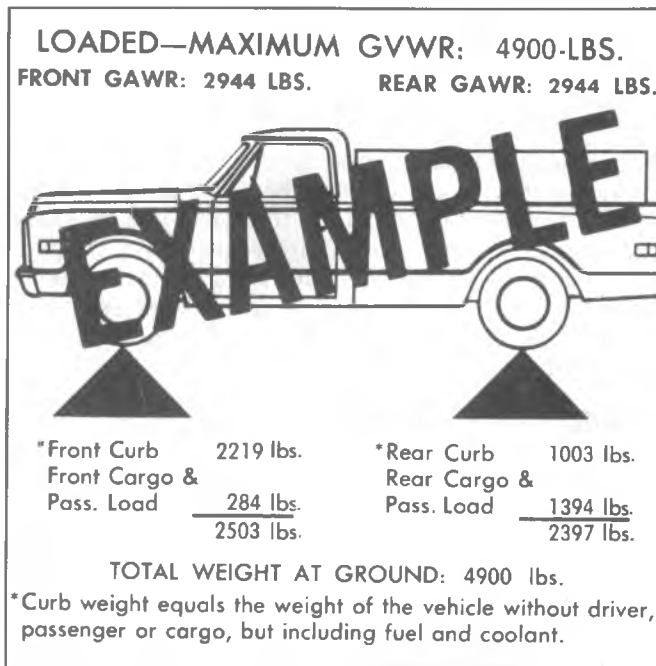 LOADED—MAXIMUM GVWR: 4900-LBS.
FRONT GAWR: 2944 LBS. REAR GAWR: 2944 LBS.
EXAMPLE
*Front Curb 2219 lbs. *Rear Curb 1003 lbs.
Front Cargo & Rear Cargo &
Pass. Load 284 lbs. Pass. Load 1394 lbs.
2503 lbs. 2397 lbs.
TOTAL WEIGHT AT GROUND: 4900 lbs.
*Curb weight equals the weight of the vehicle without driver,
passenger or cargo, but including fuel and coolant.